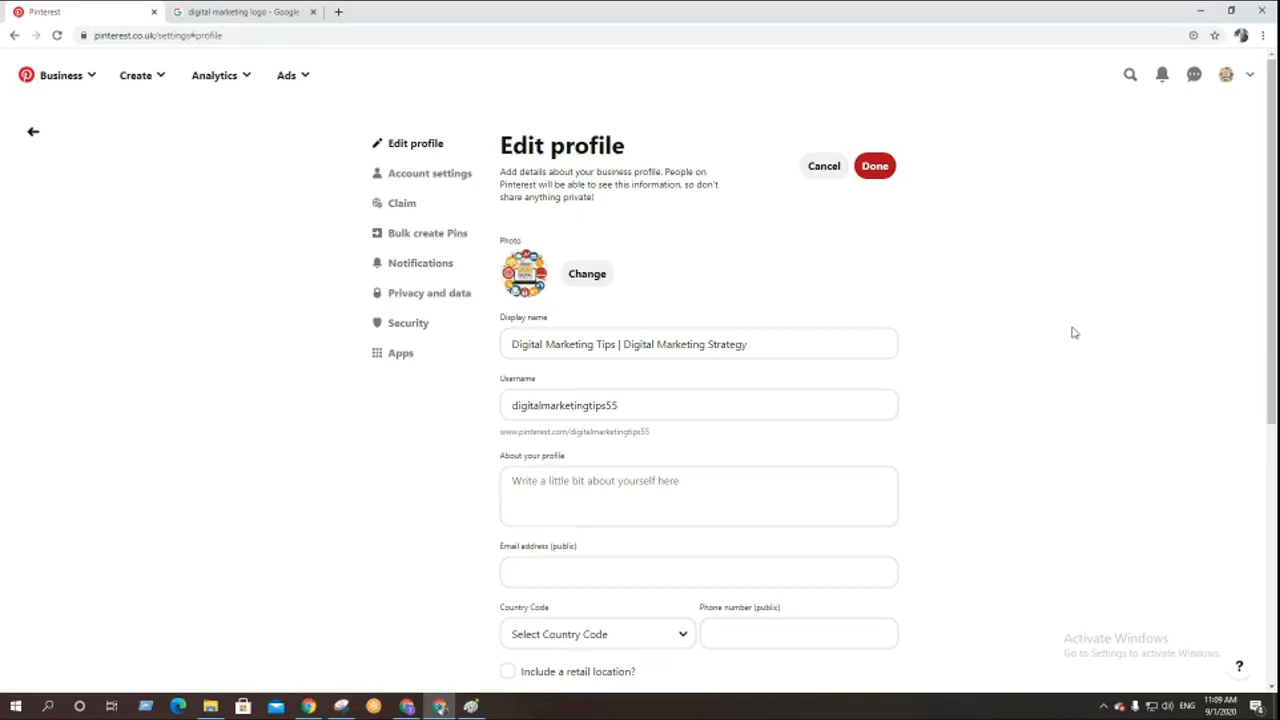 Pinterest
digital marketing logo - Google
pinterest.co.uk/settings#profile
Business
Create
Analytics
Ads
Edit profile
Account settings
Claim
Bulk create Pins
Notifications
Privacy and data
Security
Apps
Edit profile
Add details about your business profile. People on
Pinterest will be able to see this information, so don't
share anything private!
Cancel
Done
Photo
Change
Display name
Digital Marketing Tips | Digital Marketing Strategy
Username
digitalmarketingtips55
www.pinterest.com/digitalmarketingtips55
About your profile
Write a little bit about yourself here
Email address (public)
Country Code
Phone number (public)
Select Country Code
Include a retail location?
Activate Windows
Go to Settings to activate Windows.
?
ENG
11:09 AM
9/1/2020